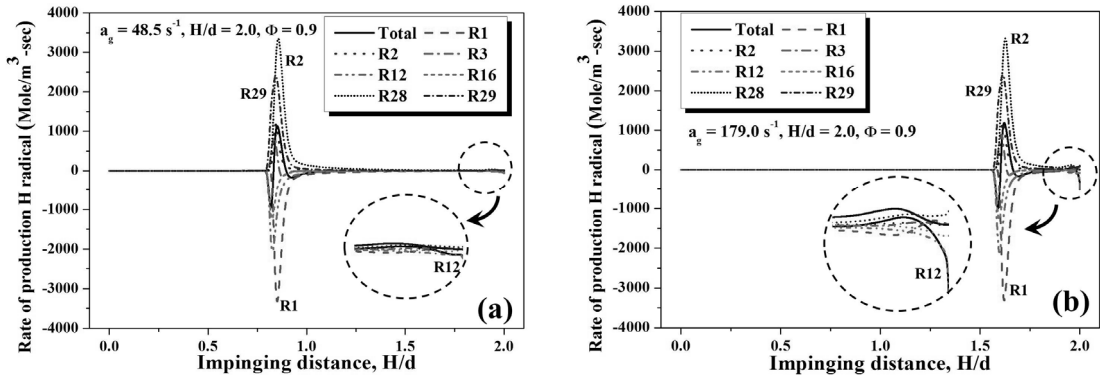 Rate of production H radical (Mole/m³-sec)
4000
3000
2000
1000
0
-1000
-2000
-3000
-4000
a_g = 48.5 s⁻¹, H/d = 2.0, Φ = 0.9
Total R1
R2 R3
R12 R16
R28 R29
R2
R29
R12
R1
(a)
0.0 0.5 1.0 1.5 2.0
Impinging distance, H/d
Rate of production H radical (Mole/m³-sec)
4000
3000
2000
1000
0
-1000
-2000
-3000
-4000
Total R1
R2 R3
R12 R16
R28 R29
a_g = 179.0 s⁻¹, H/d = 2.0, Φ = 0.9
R2
R29
R12
R1
(b)
0.0 0.5 1.0 1.5 2.0
Impinging distance, H/d